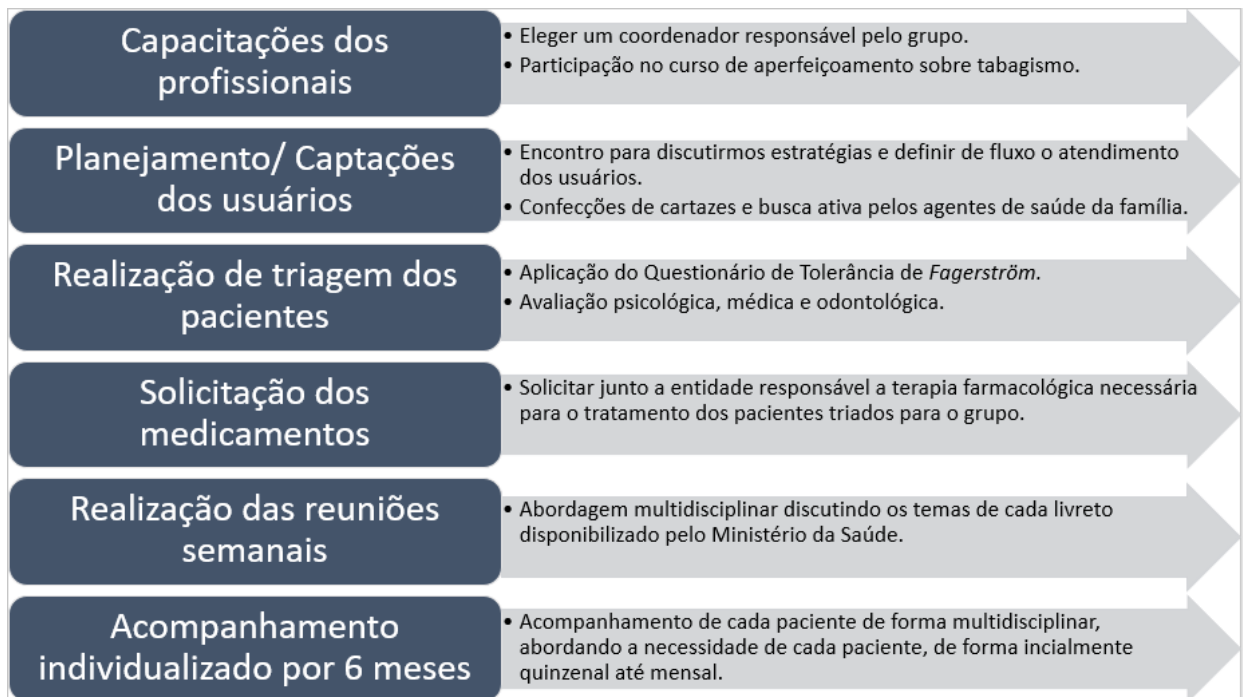 Capacitações dos
profissionais
• Eleger um coordenador responsável pelo grupo.
• Participação no curso de aperfeiçoamento sobre tabagismo.
Planejamento/ Captações
dos usuários
• Encontro para discutirmos estratégias e definir de fluxo o atendimento
dos usuários.
• Confecções de cartazes e busca ativa pelos agentes de saúde da família.
Realização de triagem dos
pacientes
• Aplicação do Questionário de Tolerância de Fagerström.
• Avaliação psicológica, médica e odontológica.
Solicitação dos
medicamentos
• Solicitar junto a entidade responsável a terapia farmacológica necessária
para o tratamento dos pacientes triados para o grupo.
Realização das reuniões
semanais
• Abordagem multidisciplinar discutindo os temas de cada livreto
disponibilizado pelo Ministério da Saúde.
Acompanhamento
individualizado por 6 meses
• Acompanhamento de cada paciente de forma multidisciplinar,
abordando a necessidade de cada paciente, de forma incialmente
quinzenal até mensal.